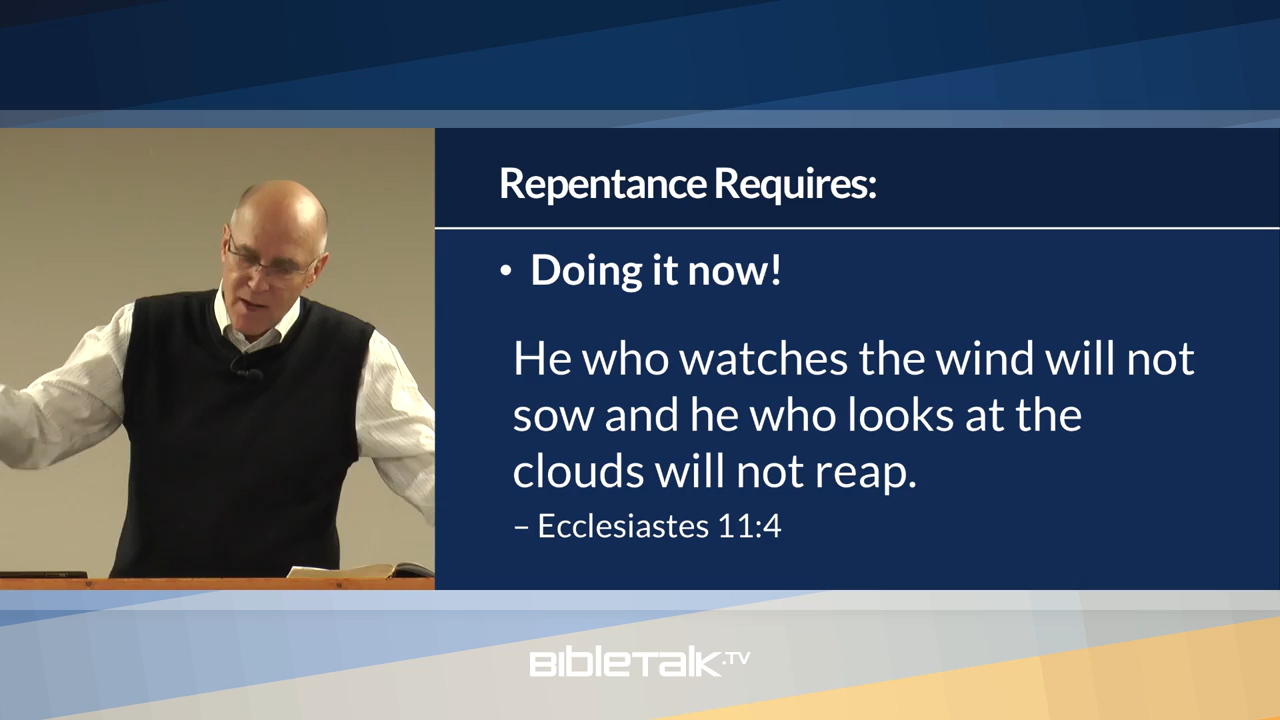 Repentance Requires:
• Doing it now!
He who watches the wind will not
sow and he who looks at the
clouds will not reap.
– Ecclesiastes 11:4
BibleTalk.TV